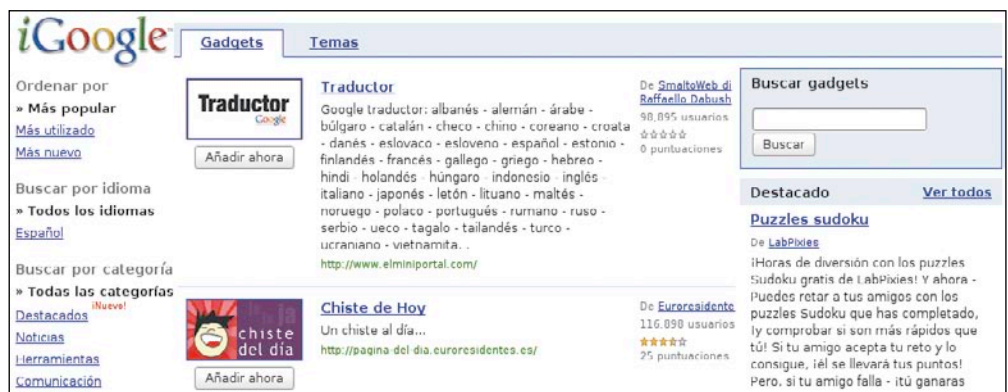 iGoogle™
Gadgets
Temas
Ordenar por
» Más popular
Más utilizado
Más nuevo
Buscar por idioma
» Todos los idiomas
Español
Buscar por categoría
» Todas las categorías
¡Nuevo!
Destacados
Noticias
Herramientas
Comunicación
Traductor
Google
Añadir ahora
Traductor
Google traductor: albanés - alemán - árabe -
búlgaro - catalán - checo - chino - coreano - croata
- danés - eslovaco - esloveno - español - estonio -
finlandés - francés - gallego - griego - hebreo -
hindi - holandés - húngaro - indonesio - inglés -
italiano - japonés - letón - lituano - maltés -
noruego - polaco - portugués - rumano - ruso -
serbio - ueco - tagalo - tailandés - turco -
ucraniano - vietnamita. .
http://www.elminiportal.com/
De SmaltoWeb di
Raffaello Dabush
98,895 usuarios
0 puntuaciones
chiste
del día
Añadir ahora
Chiste de Hoy
Un chiste al día...
http://pagina-del-dia.euroresidentes.es/
De Euroresidente
116,098 usuarios
25 puntuaciones
Buscar gadgets
Buscar
Destacado
Ver todos
Puzzles sudoku
De LabPixies
¡Horas de diversión con los puzzles
Sudoku gratis de LabPixies! Y ahora -
Puedes retar a tus amigos con los
puzzles Sudoku que has completado,
¡y comprobar si son más rápidos que
tú! Si tu amigo acepta tu reto y lo
consigue, ¡él se llevará tus puntos!
Pero, si tu amigo falla - ¡tú ganaras